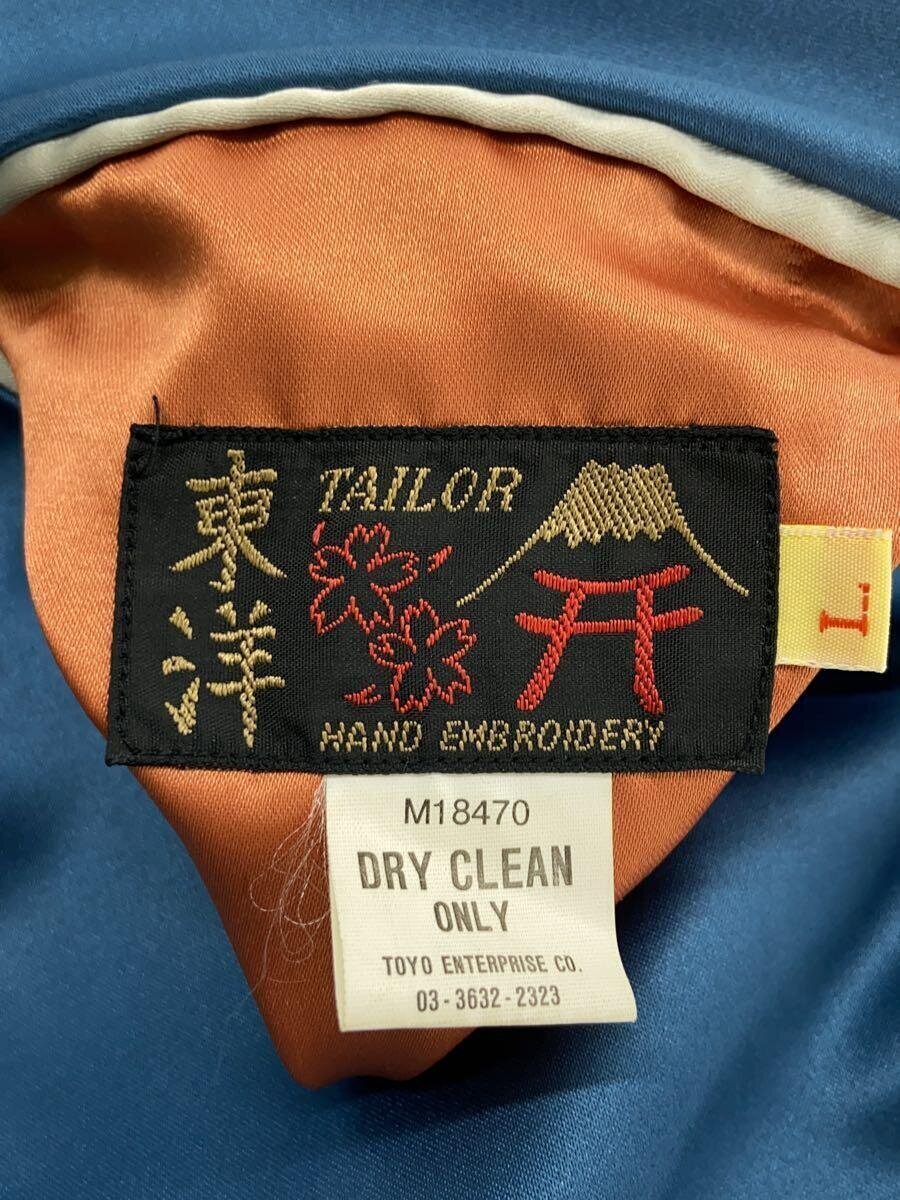 東洋
TAILOR
HAND EMBROIDERY
L
M18470
DRY CLEAN
ONLY
TOYO ENTERPRISE CO.
03-3632-2323